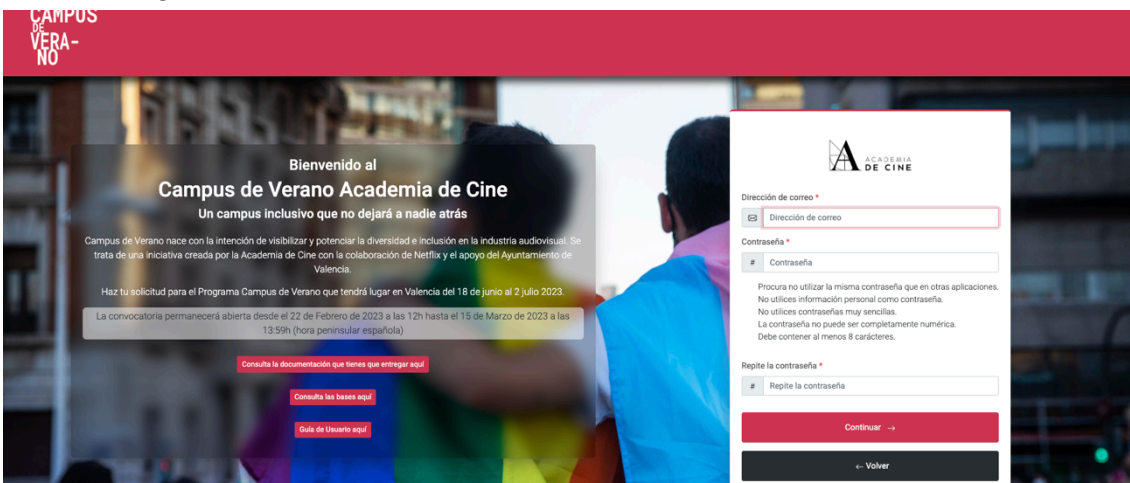 CAMPUS
DE
VERA-
NO
Bienvenido al
Campus de Verano Academia de Cine
Un campus inclusivo que no dejará a nadie atrás
Campus de Verano nace con la intención de visibilizar y potenciar la diversidad e inclusión en la industria audiovisual. Se
trata de una iniciativa creada por la Academia de Cine con la colaboración de Netflix y el apoyo del Ayuntamiento de
Valencia.
Haz tu solicitud para el Programa Campus de Verano que tendrá lugar en Valencia del 18 de junio al 2 julio 2023.
La convocatoria permanecerá abierta desde el 22 de Febrero de 2023 a las 12h hasta el 15 de Marzo de 2023 a las
13:59h (hora peninsular española)
Consulta la documentación que tienes que entregar aquí
Consulta las bases aquí
Guía de Usuario aquí
ACADEMIA
DE CINE
Dirección de correo *
Dirección de correo
Contraseña *
# Contraseña
Procura no utilizar la misma contraseña que en otras aplicaciones.
No utilices información personal como contraseña.
No utilices contraseñas muy sencillas.
La contraseña no puede ser completamente numérica.
Debe contener al menos 8 carácteres.
Repite la contraseña *
# Repite la contraseña
Continuar →
← Volver